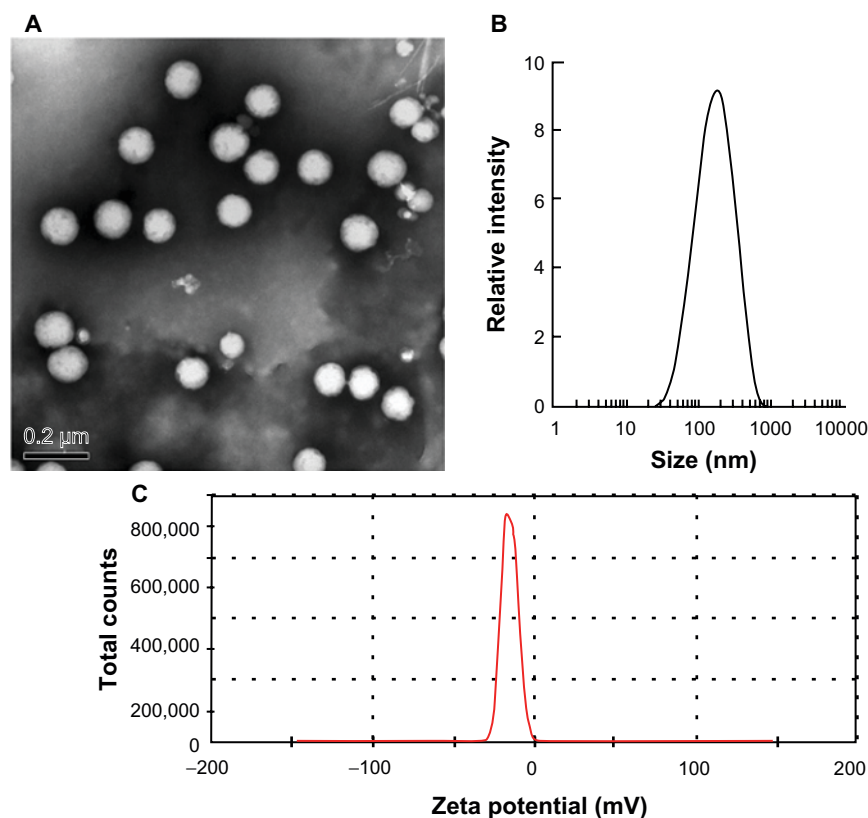 A
0.2 μm
B
Relative intensity
10
8
6
4
2
0
1 10 100 1000 10000
Size (nm)
C
Total counts
800,000
600,000
400,000
200,000
0
–200 –100 0 100 200
Zeta potential (mV)